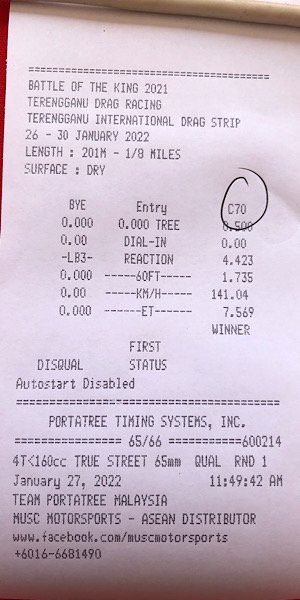 ========================================
BATTLE OF THE KING 2021
TERENGGANU DRAG RACING
TERENGGANU INTERNATIONAL DRAG STRIP
26 - 30 JANUARY 2022
LENGTH : 201M - 1/8 MILES
SURFACE : DRY
BYE Entry C70
0.000 0.000 TREE 0.500
0.00 DIAL-IN 0.00
-LB3- REACTION 4.423
0.000 ------60FT------ 1.735
0.00 ------KM/H------ 141.04
0.000 ------ET------ 7.569
WINNER
FIRST
DISQUAL STATUS
Autostart Disabled
========================================
PORTATREE TIMING SYSTEMS, INC.
================ 65/66 ===========600214
4T<160cc TRUE STREET 65mm QUAL RND 1
January 27, 2022 11:49:42 AM
TEAM PORTATREE MALAYSIA
MUSC MOTORSPORTS - ASEAN DISTRIBUTOR
www.facebook.com/muscmotorsports
+6016-6681490